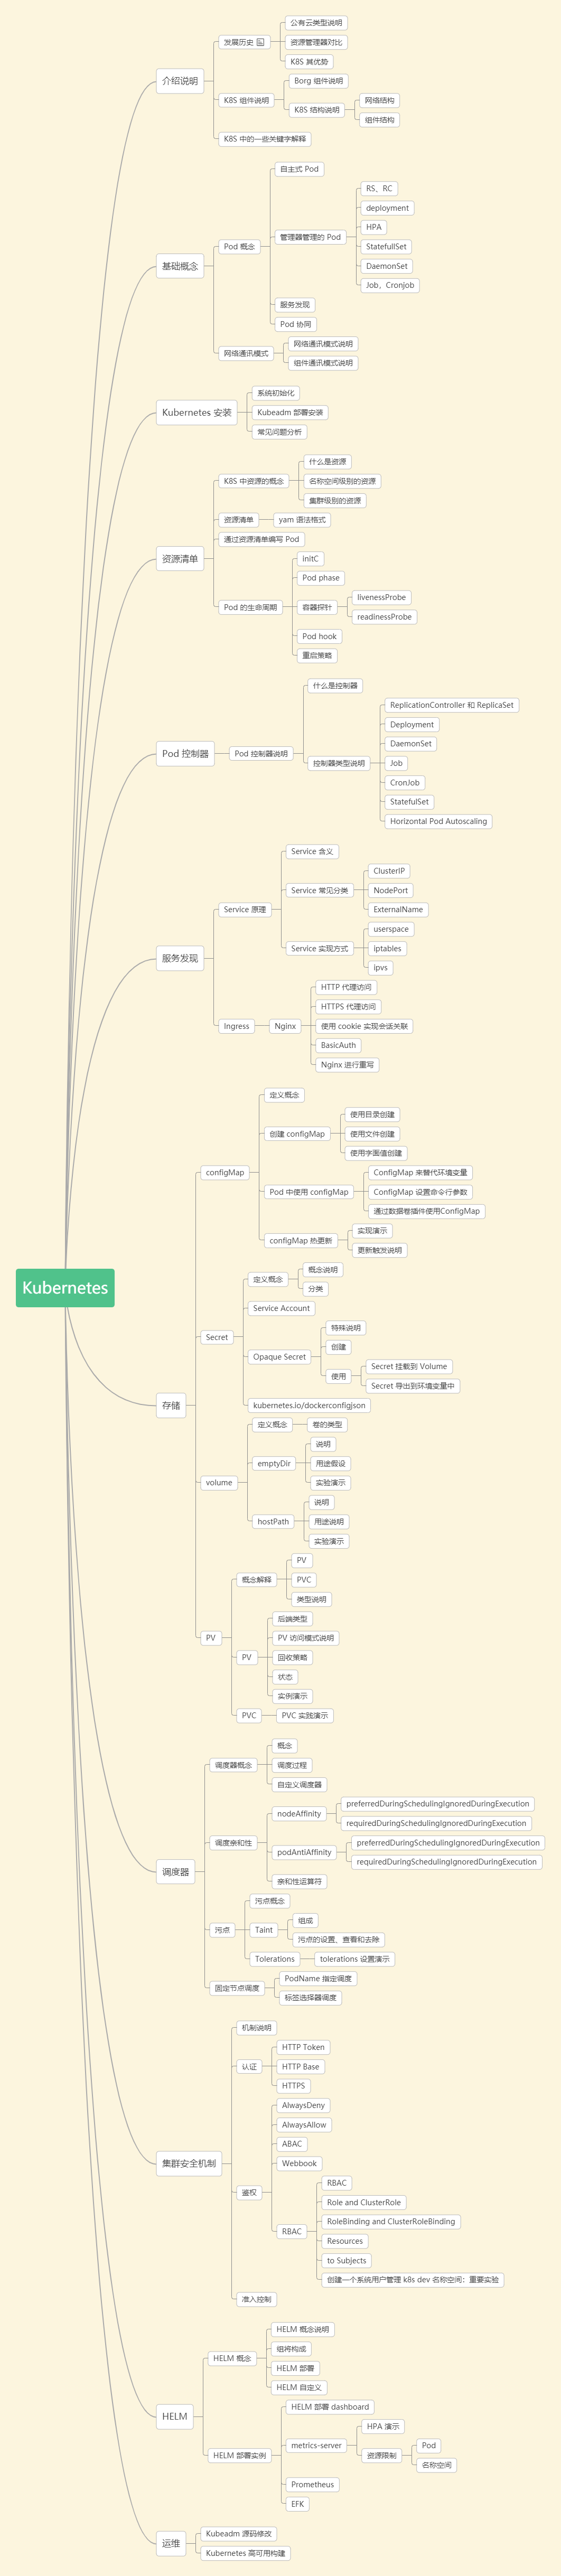 Kubernetes
介绍说明
发展历史
公有云类型说明
资源管理器对比
K8S 其优势
K8S 组件说明
Borg 组件说明
K8S 结构说明
网络结构
组件结构
K8S 中的一些关键字解释
基础概念
Pod 概念
自主式 Pod
管理器管理的 Pod
RS、RC
deployment
HPA
StatefullSet
DaemonSet
Job，Cronjob
服务发现
Pod 协同
网络通讯模式
网络通讯模式说明
组件通讯模式说明
Kubernetes 安装
系统初始化
Kubeadm 部署安装
常见问题分析
资源清单
K8S 中资源的概念
什么是资源
名称空间级别的资源
集群级别的资源
资源清单
yam 语法格式
通过资源清单编写 Pod
Pod 的生命周期
initC
Pod phase
容器探针
livenessProbe
readinessProbe
Pod hook
重启策略
Pod 控制器
Pod 控制器说明
什么是控制器
控制器类型说明
ReplicationController 和 ReplicaSet
Deployment
DaemonSet
Job
CronJob
StatefulSet
Horizontal Pod Autoscaling
服务发现
Service 原理
Service 含义
Service 常见分类
ClusterIP
NodePort
ExternalName
Service 实现方式
userspace
iptables
ipvs
Ingress
Nginx
HTTP 代理访问
HTTPS 代理访问
使用 cookie 实现会话关联
BasicAuth
Nginx 进行重写
存储
configMap
定义概念
创建 configMap
使用目录创建
使用文件创建
使用字面值创建
Pod 中使用 configMap
ConfigMap 来替代环境变量
ConfigMap 设置命令行参数
通过数据卷插件使用ConfigMap
configMap 热更新
实现演示
更新触发说明
Secret
定义概念
概念说明
分类
Service Account
Opaque Secret
特殊说明
创建
使用
Secret 挂载到 Volume
Secret 导出到环境变量中
kubernetes.io/dockerconfigjson
volume
定义概念
卷的类型
emptyDir
说明
用途假设
实验演示
hostPath
说明
用途说明
实验演示
PV
概念解释
PV
PVC
类型说明
PV
后端类型
PV 访问模式说明
回收策略
状态
实例演示
PVC
PVC 实践演示
调度器
调度器概念
概念
调度过程
自定义调度器
调度亲和性
nodeAffinity
preferredDuringSchedulingIgnoredDuringExecution
requiredDuringSchedulingIgnoredDuringExecution
podAntiAffinity
preferredDuringSchedulingIgnoredDuringExecution
requiredDuringSchedulingIgnoredDuringExecution
亲和性运算符
污点
污点概念
Taint
组成
污点的设置、查看和去除
Tolerations
tolerations 设置演示
固定节点调度
PodName 指定调度
标签选择器调度
集群安全机制
机制说明
认证
HTTP Token
HTTP Base
HTTPS
鉴权
AlwaysDeny
AlwaysAllow
ABAC
Webbook
RBAC
RBAC
Role and ClusterRole
RoleBinding and ClusterRoleBinding
Resources
to Subjects
创建一个系统用户管理 k8s dev 名称空间：重要实验
准入控制
HELM
HELM 概念
HELM 概念说明
组将构成
HELM 部署
HELM 自定义
HELM 部署实例
HELM 部署 dashboard
metrics-server
HPA 演示
资源限制
Pod
名称空间
Prometheus
EFK
运维
Kubeadm 源码修改
Kubernetes 高可用构建